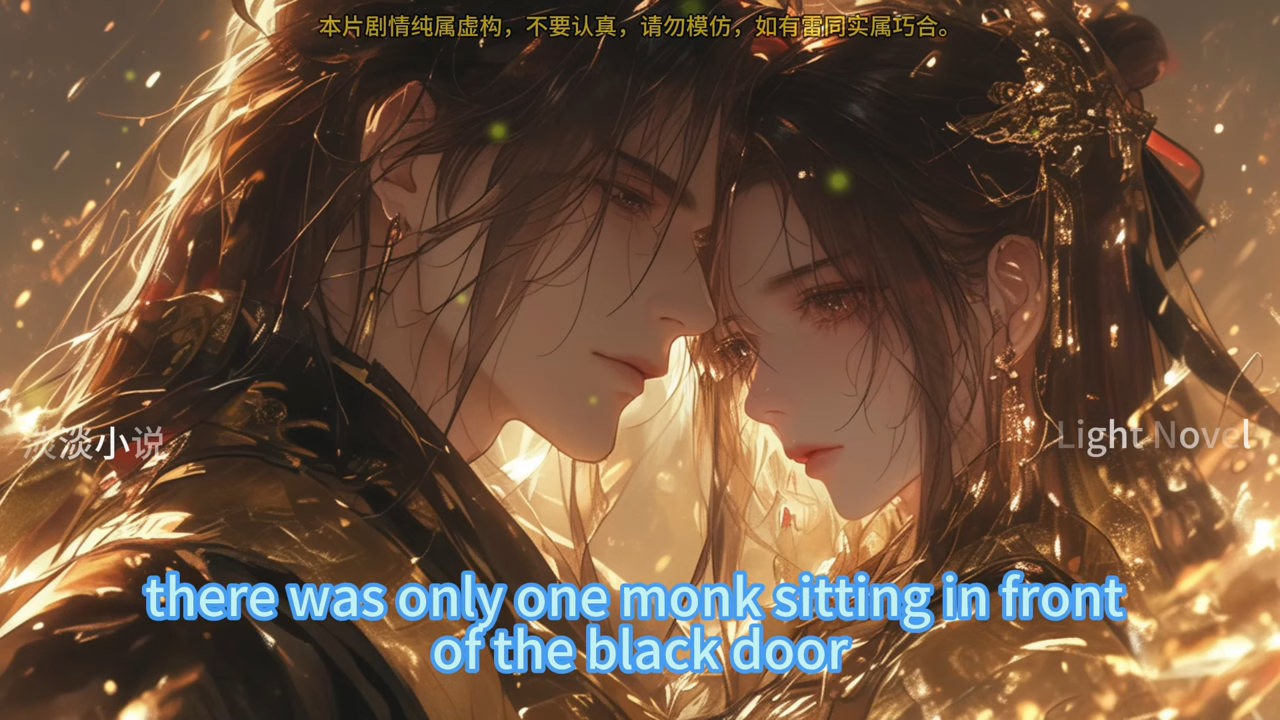 本片剧情纯属虚构，不要认真，请勿模仿，如有雷同实属巧合。
淡淡小说
Light Novel
there was only one monk sitting in front
of the black door